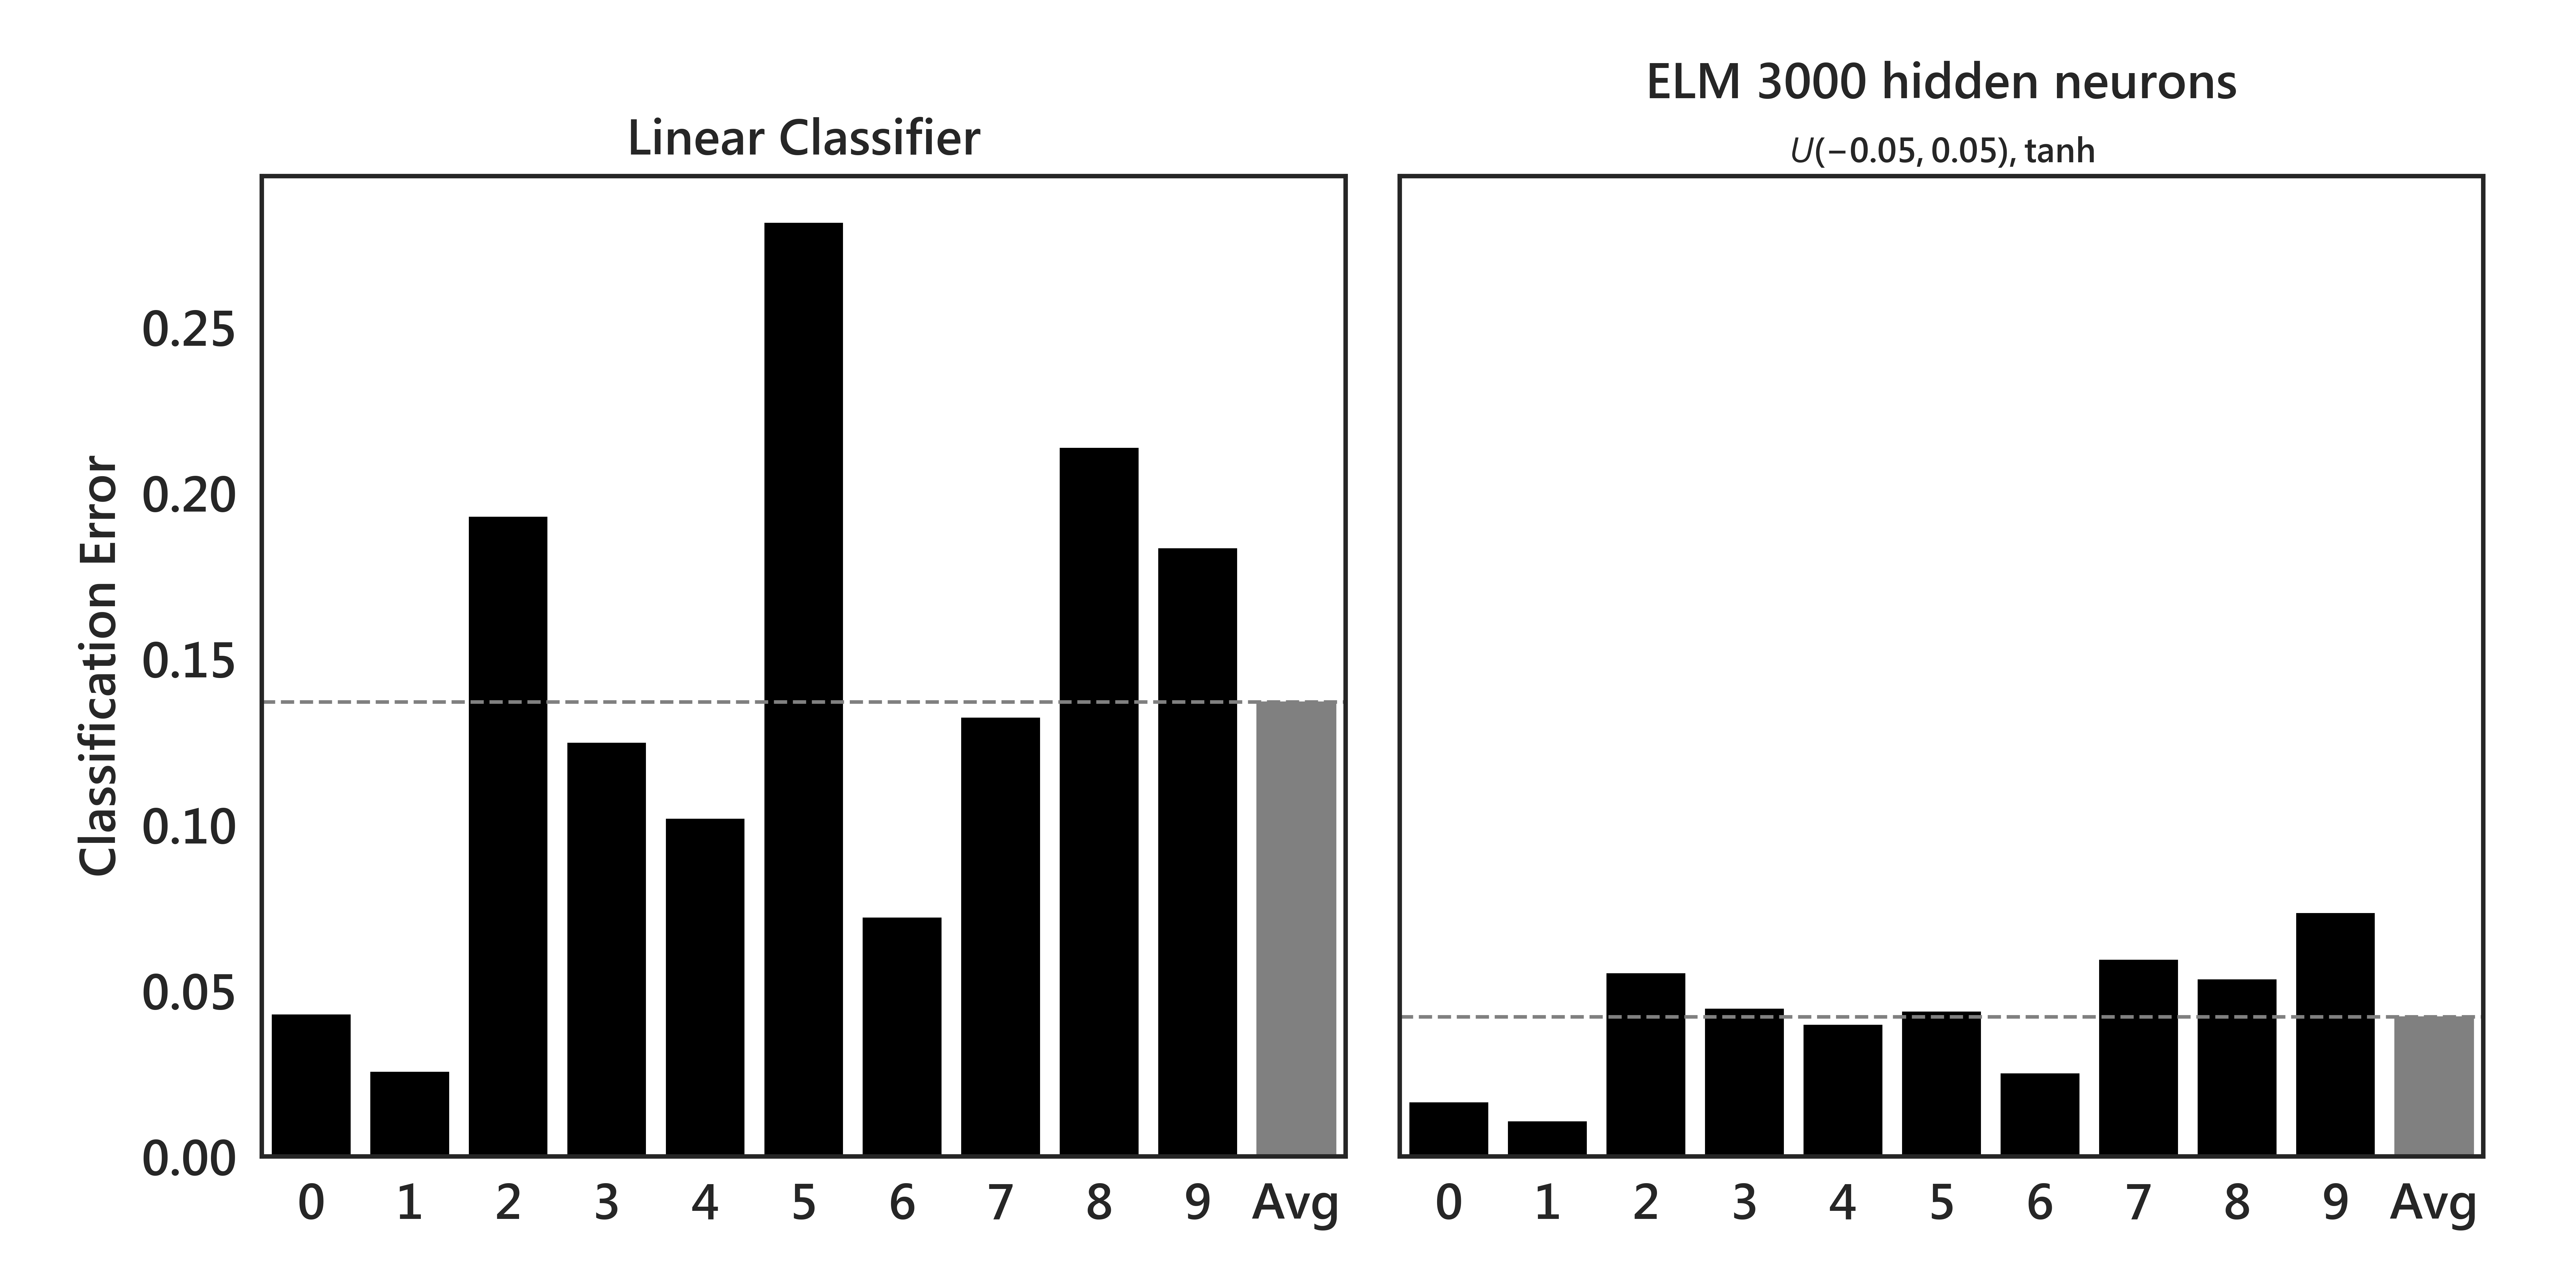 Linear Classifier
ELM 3000 hidden neurons
U(−0.05, 0.05), tanh
Classification Error
0.25
0.20
0.15
0.10
0.05
0.00
0 1 2 3 4 5 6 7 8 9 Avg
0 1 2 3 4 5 6 7 8 9 Avg